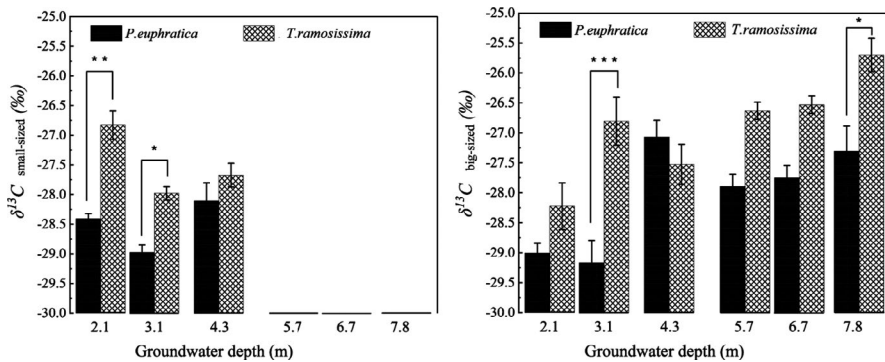 -25.0
-25.5
-26.0
-26.5
-27.0
-27.5
-28.0
-28.5
-29.0
-29.5
-30.0
δ13C small-sized (‰)
P.euphratica T.ramosissima
* *
*
2.1 3.1 4.3 5.7 6.7 7.8
Groundwater depth (m)
-25.0
-25.5
-26.0
-26.5
-27.0
-27.5
-28.0
-28.5
-29.0
-29.5
-30.0
δ13C big-sized (‰)
P.euphratica T.ramosissima
* * *
*
2.1 3.1 4.3 5.7 6.7 7.8
Groundwater depth (m)